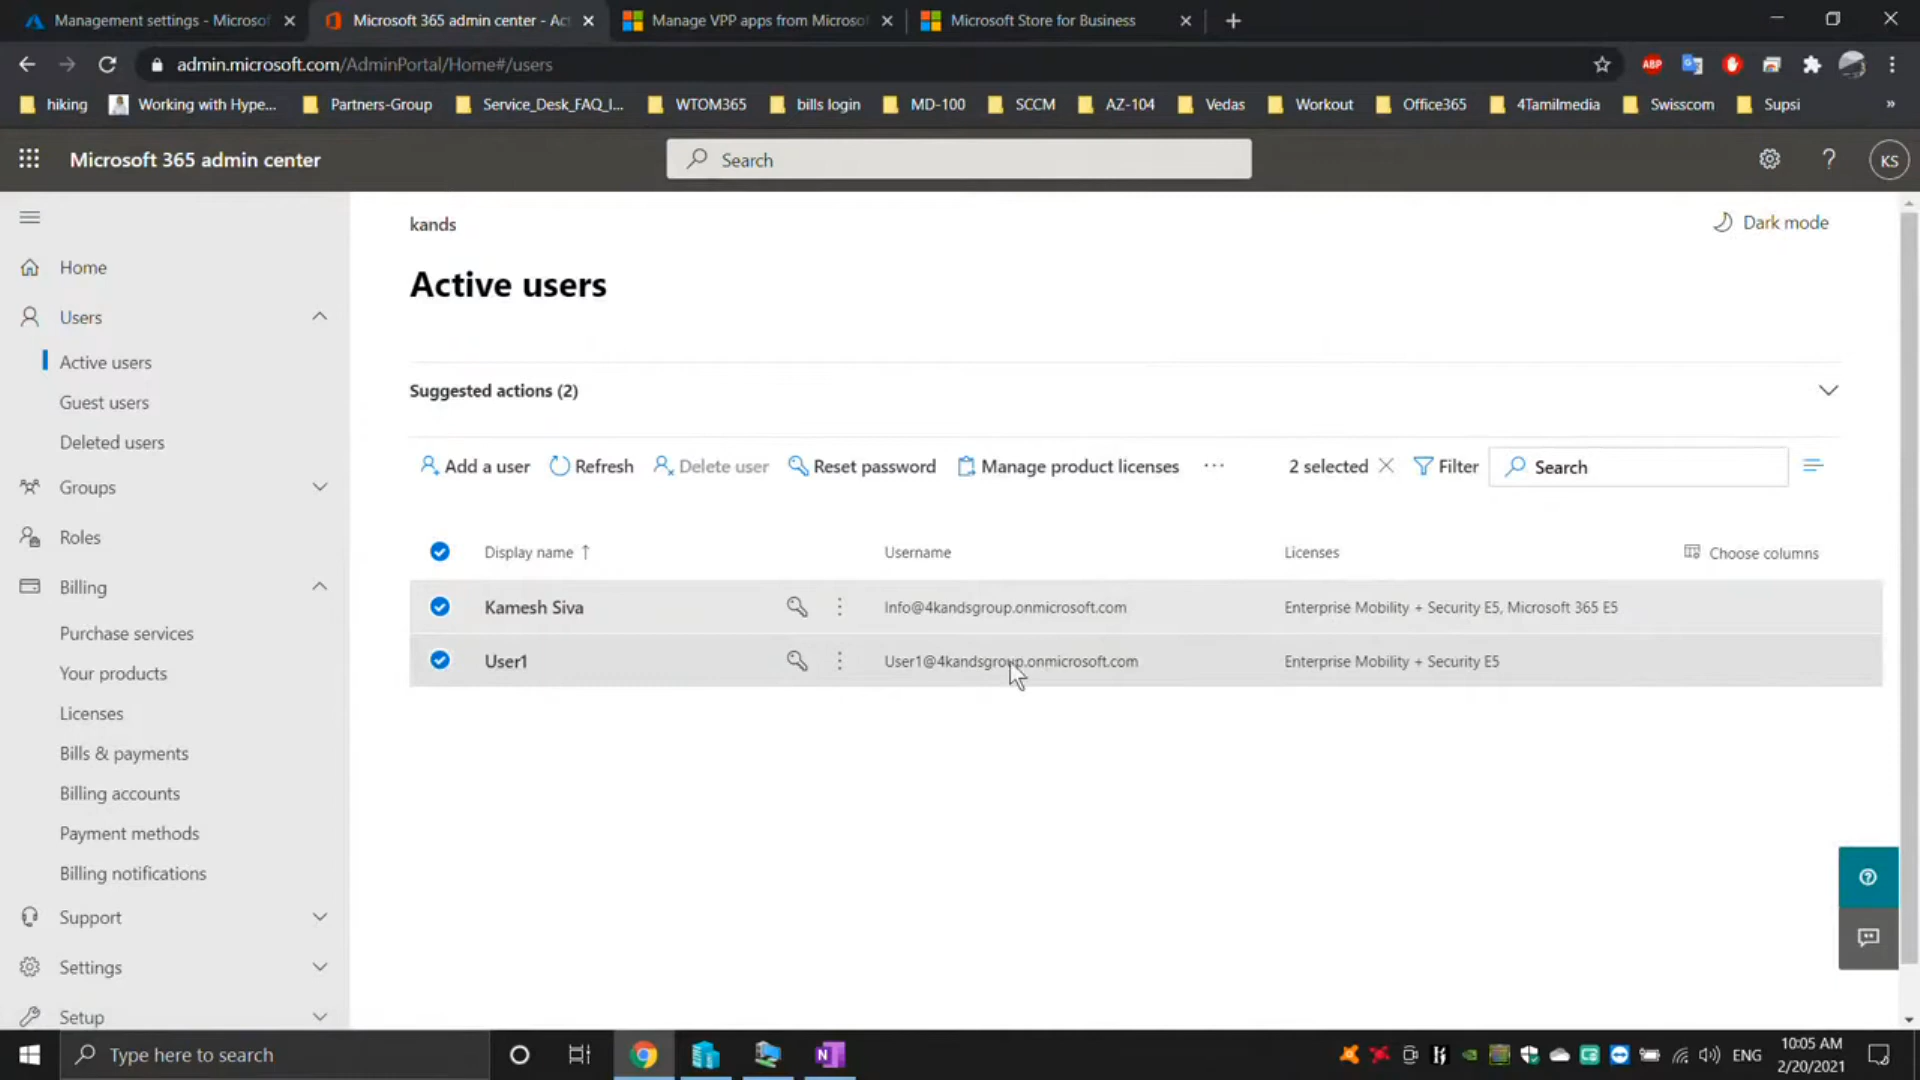 Management settings - Microsof
Microsoft 365 admin center - Ac
Manage VPP apps from Microsof
Microsoft Store for Business
admin.microsoft.com/AdminPortal/Home#/users
ABP
hiking
Working with Hype...
Partners-Group
Service_Desk_FAQ_I...
WTOM365
bills login
MD-100
SCCM
AZ-104
Vedas
Workout
Office365
4Tamilmedia
Swisscom
Supsi
»
Microsoft 365 admin center
Search
?
KS
kands
Dark mode
Home
Users
Active users
Guest users
Deleted users
Groups
Roles
Billing
Purchase services
Your products
Licenses
Bills & payments
Billing accounts
Payment methods
Billing notifications
Support
Settings
Setup
Active users
Suggested actions (2)
Add a user
Refresh
Delete user
Reset password
Manage product licenses
...
2 selected
Filter
Search
Display name ↑
Username
Licenses
Choose columns
Kamesh Siva
Info@4kandsgroup.onmicrosoft.com
Enterprise Mobility + Security E5, Microsoft 365 E5
User1
User1@4kandsgroup.onmicrosoft.com
Enterprise Mobility + Security E5
Type here to search
N
ENG
10:05 AM
2/20/2021